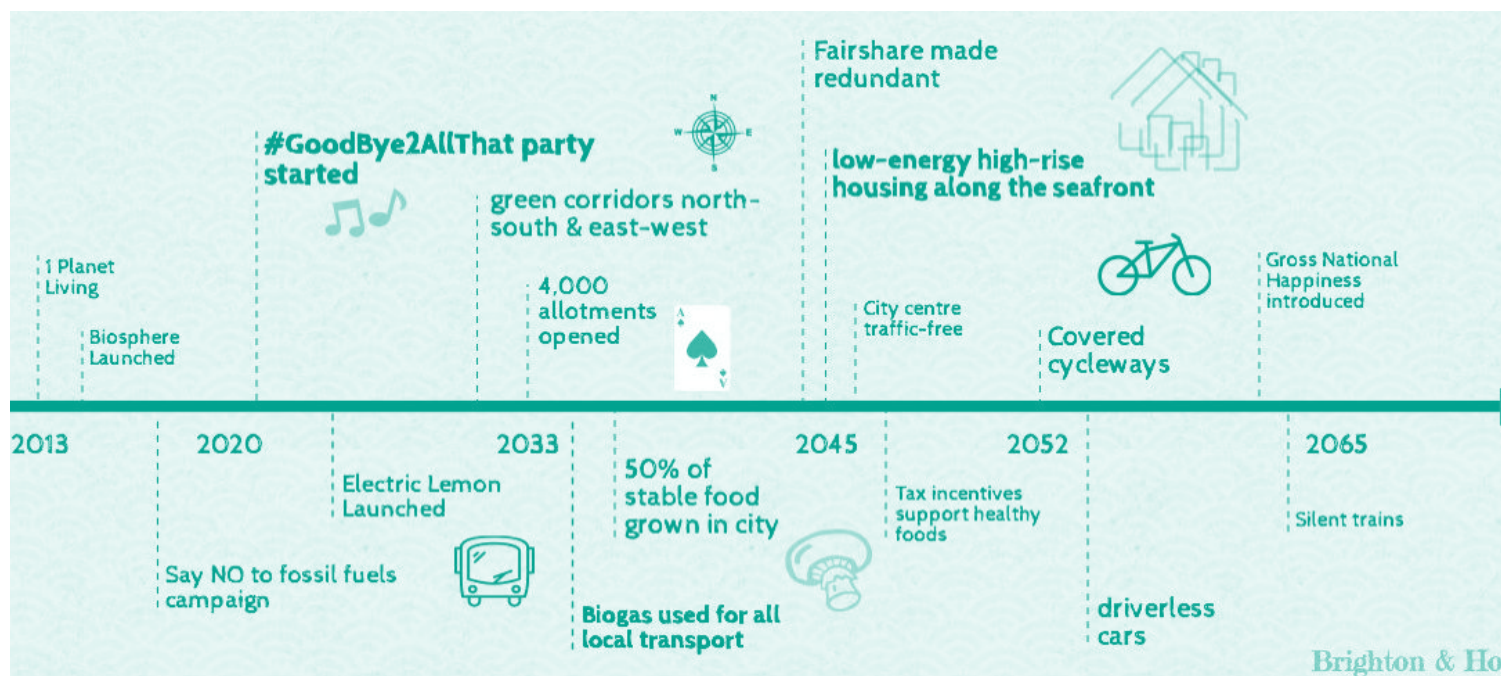 Fairshare made
redundant
#GoodBye2AllThat party
started
N
W
E
S
low-energy high-rise
housing along the seafront
green corridors north-
south & east-west
1 Planet
Living
4,000
allotments
opened
Gross National
Happiness
introduced
Biosphere
Launched
A
A
City centre
traffic-free
Covered
cycleways
2013
2020
2033
2045
2052
2065
Electric Lemon
Launched
50% of
stable food
grown in city
Tax incentives
support healthy
foods
Silent trains
Say NO to fossil fuels
campaign
Biogas used for all
local transport
driverless
cars
Brighton & Ho